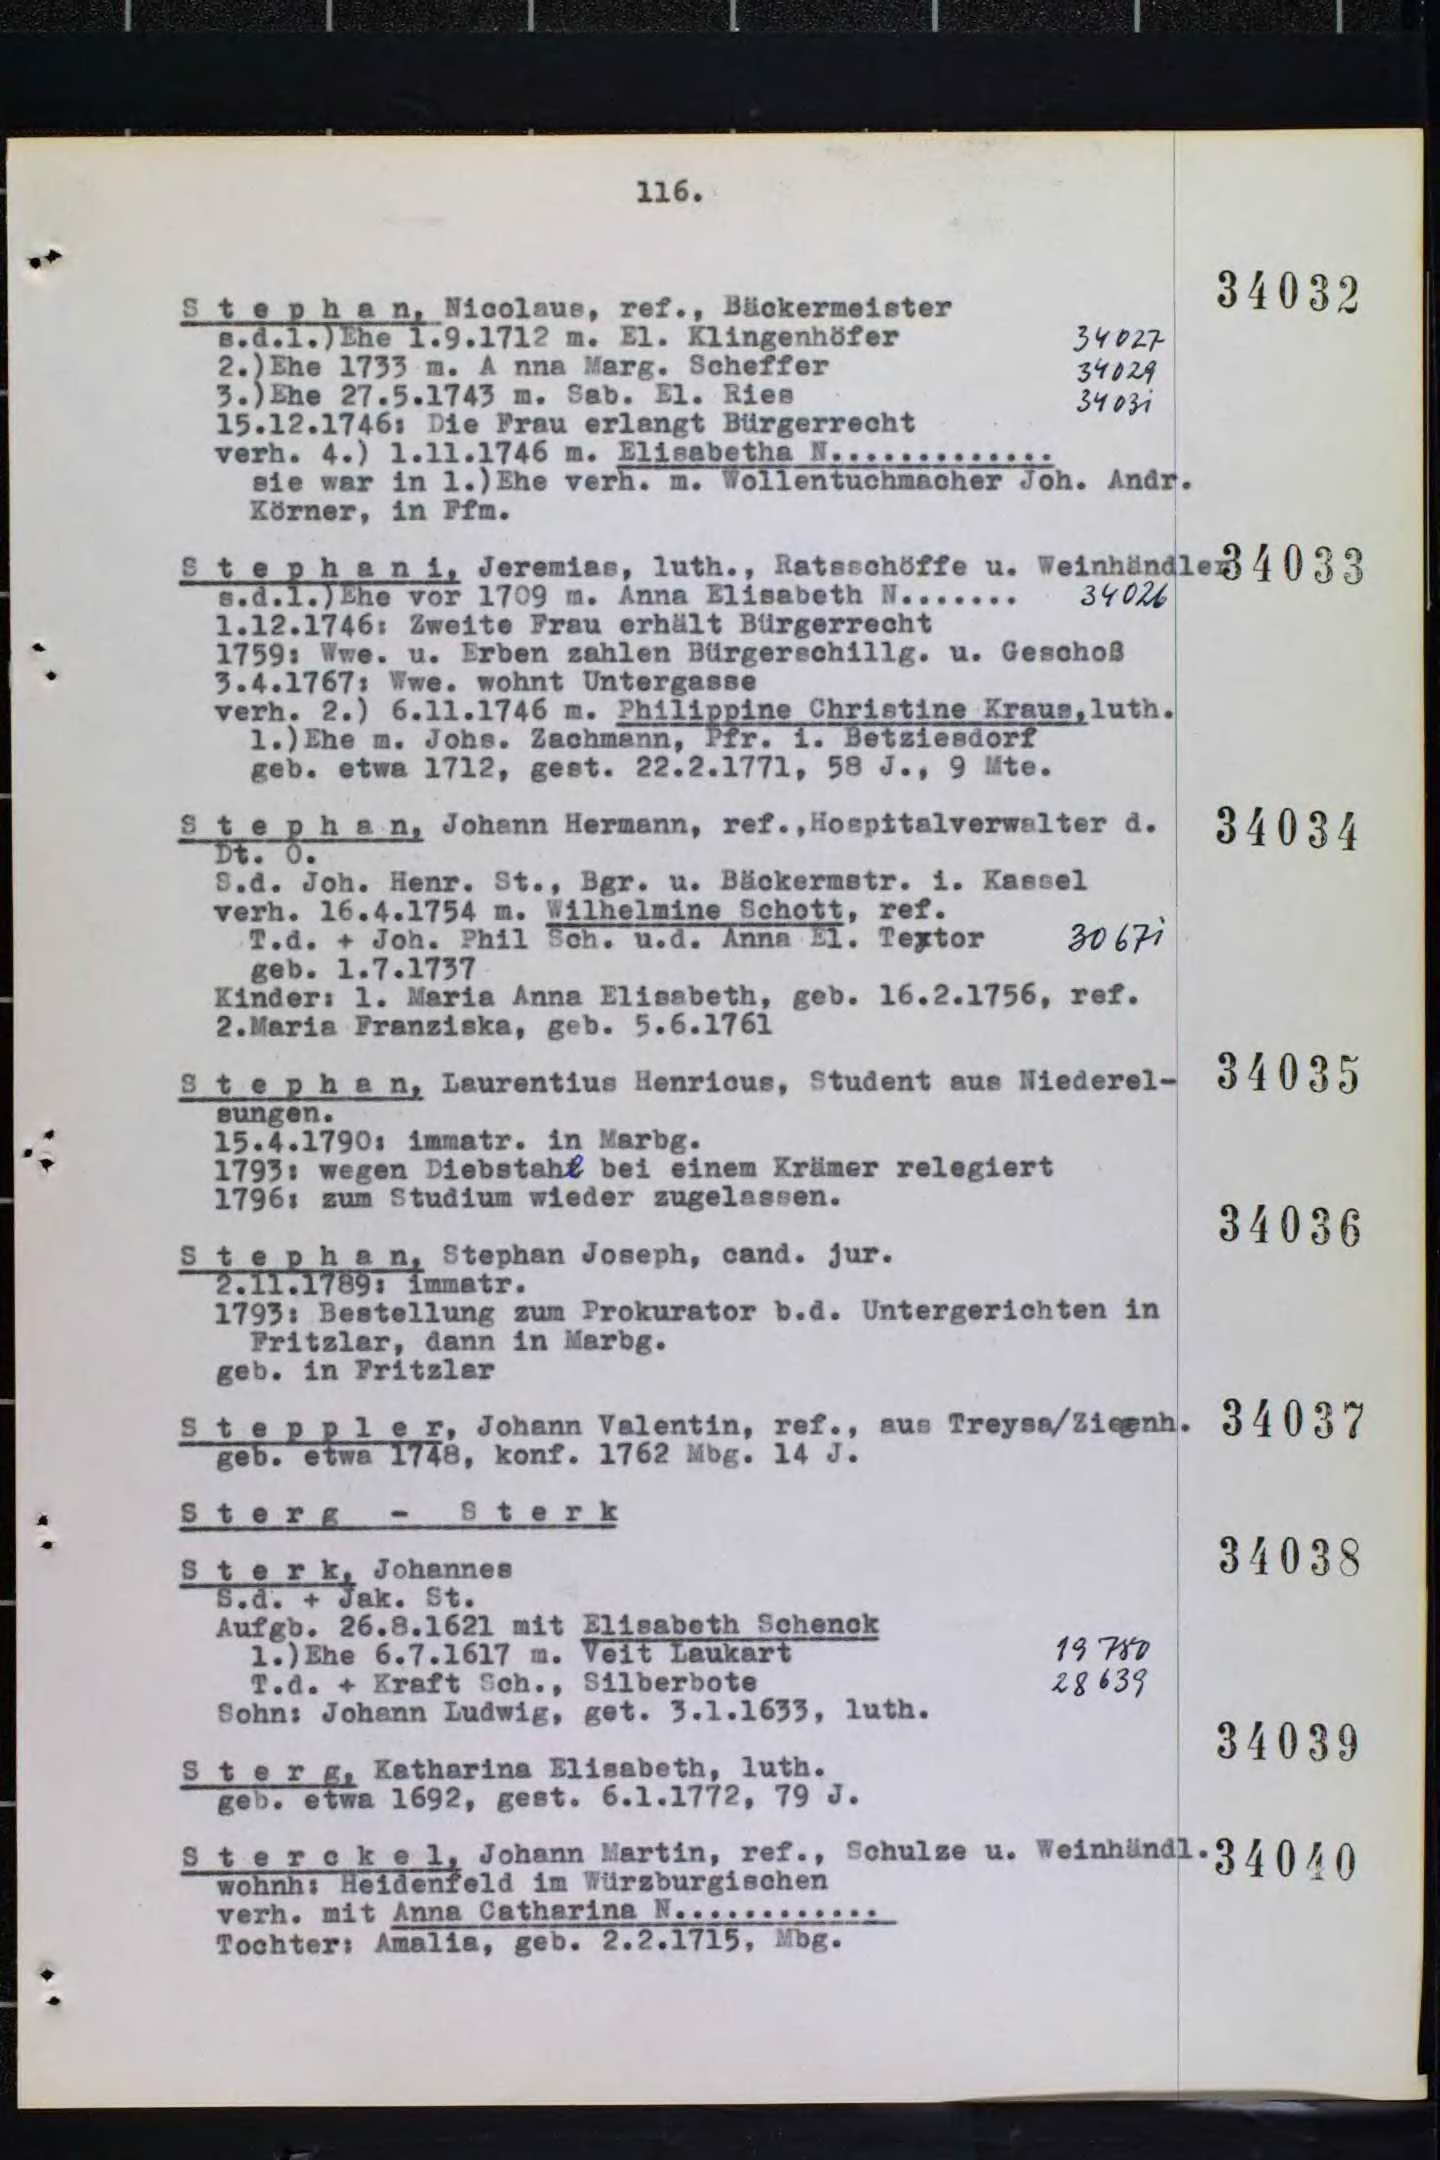 116.
S t e p h a n, Nicolaus, ref., Bäckermeister 34032
s.d.1.)Ehe 1.9.1712 m. El. Klingenhöfer 34027
2.)Ehe 1733 m. A nna Marg. Scheffer 34029
3.)Ehe 27.5.1743 m. Sab. El. Ries 34031
15.12.1746: Die Frau erlangt Bürgerrecht
verh. 4.) 1.11.1746 m. Elisabetha N.............
sie war in 1.)Ehe verh. m. Wollentuchmacher Joh. Andr.
Körner, in Ffm.
S t e p h a n i, Jeremias, luth., Ratsschöffe u. Weinhändler 34033
s.d.1.)Ehe vor 1709 m. Anna Elisabeth N....... 34026
1.12.1746: Zweite Frau erhält Bürgerrecht
1759: Wwe. u. Erben zahlen Bürgerschillg. u. Geschoß
3.4.1767: Wwe. wohnt Untergasse
verh. 2.) 6.11.1746 m. Philippine Christine Kraus,luth.
1.)Ehe m. Johs. Zachmann, Pfr. i. Betziesdorf
geb. etwa 1712, gest. 22.2.1771, 58 J., 9 Mte.
S t e p h a n, Johann Hermann, ref.,Hospitalverwalter d. 34034
Dt. O.
S.d. Joh. Henr. St., Bgr. u. Bäckermstr. i. Kassel
verh. 16.4.1754 m. Wilhelmine Schott, ref.
T.d. + Joh. Phil Sch. u.d. Anna El. Textor 30671
geb. 1.7.1737
Kinder: 1. Maria Anna Elisabeth, geb. 16.2.1756, ref.
2.Maria Franziska, geb. 5.6.1761
S t e p h a n, Laurentius Henricus, Student aus Niederel- 34035
sungen.
15.4.1790: immatr. in Marbg.
1793: wegen Diebstahl bei einem Krämer relegiert
1796: zum Studium wieder zugelassen.
S t e p h a n, Stephan Joseph, cand. jur. 34036
2.11.1789: immatr.
1793: Bestellung zum Prokurator b.d. Untergerichten in
Fritzlar, dann in Marbg.
geb. in Fritzlar
S t e p p l e r, Johann Valentin, ref., aus Treysa/Ziegenh. 34037
geb. etwa 1748, konf. 1762 Mbg. 14 J.
S t e r g - S t e r k
S t e r k, Johannes 34038
S.d. + Jak. St.
Aufgb. 26.8.1621 mit Elisabeth Schenck
1.)Ehe 6.7.1617 m. Veit Laukart 19780
T.d. + Kraft Sch., Silberbote 28639
Sohn: Johann Ludwig, get. 3.1.1633, luth.
S t e r g, Katharina Elisabeth, luth. 34039
geb. etwa 1692, gest. 6.1.1772, 79 J.
S t e r c k e l, Johann Martin, ref., Schulze u. Weinhändl. 34040
wohnh: Heidenfeld im Würzburgischen
verh. mit Anna Catharina N............
Tochter: Amalia, geb. 2.2.1715, Mbg.